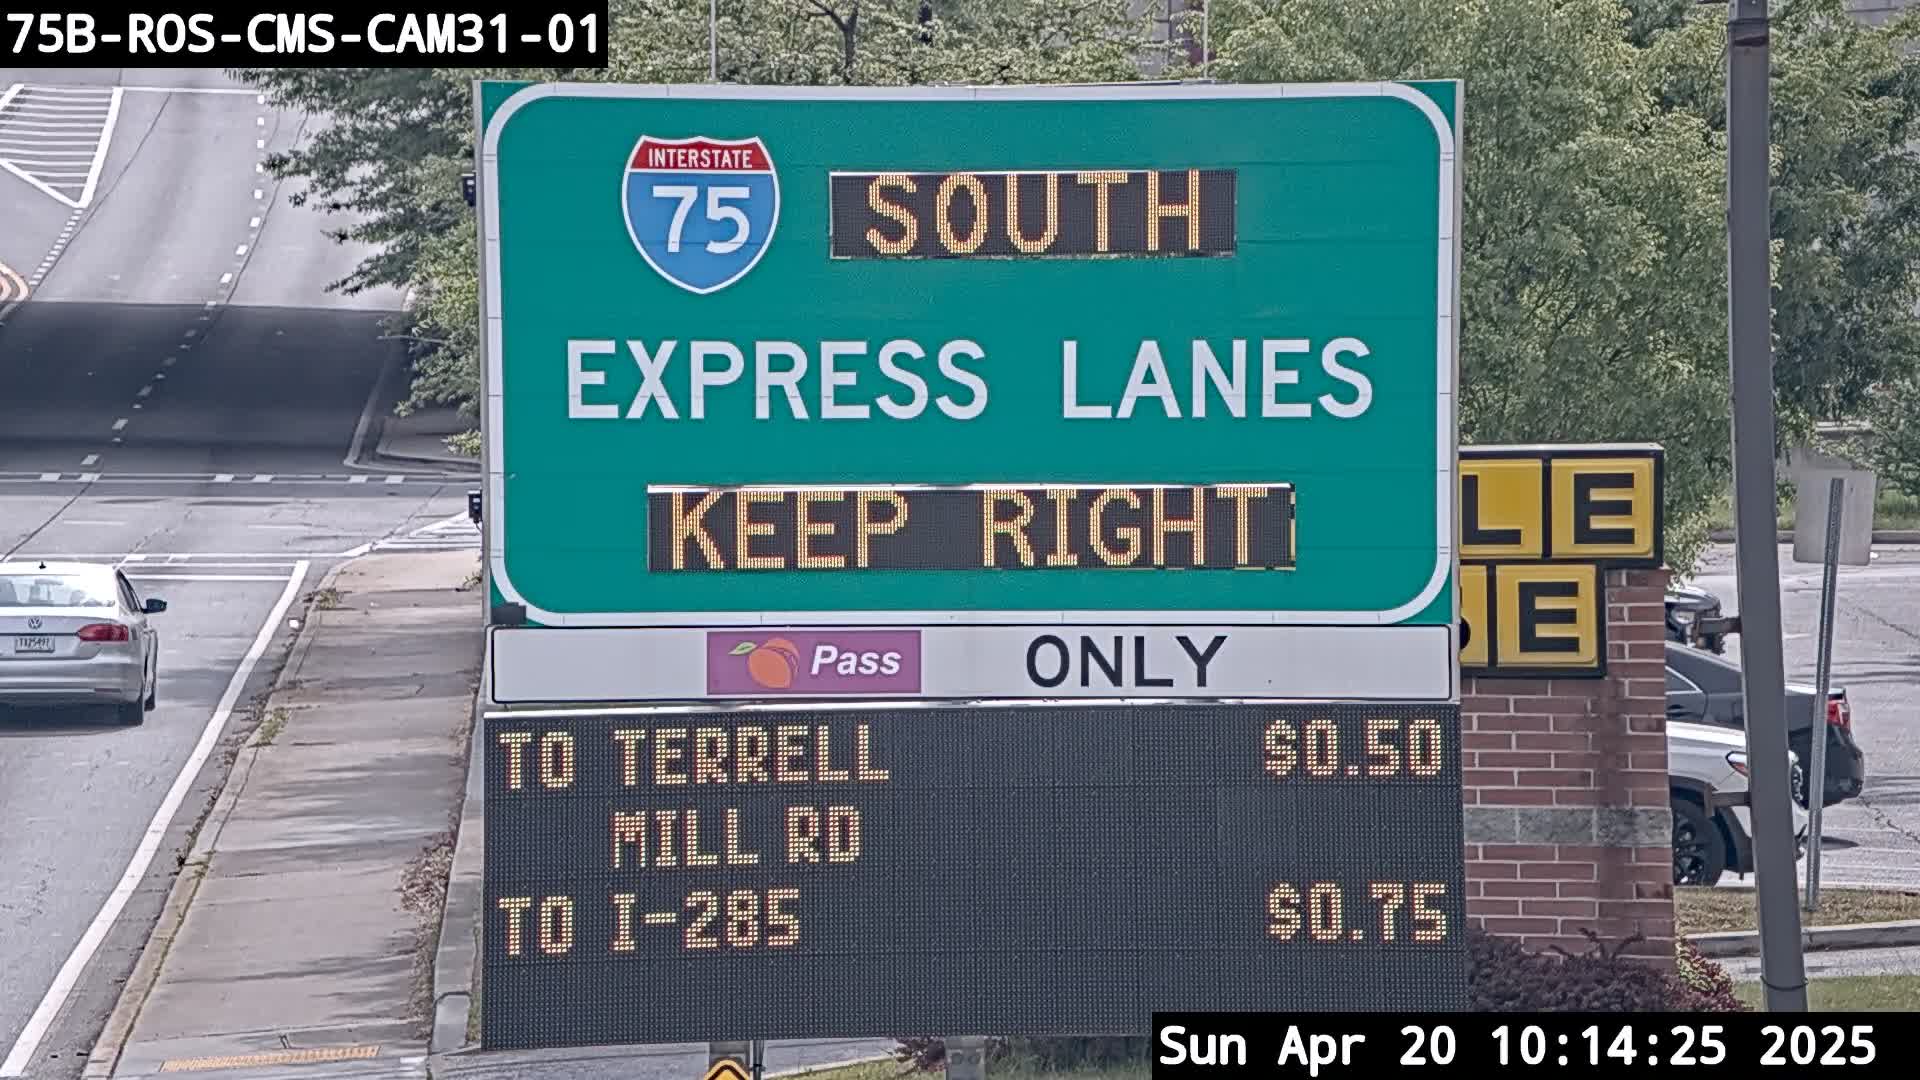 75B-ROS-CMS-CAM31-01
INTERSTATE
75
SOUTH
EXPRESS LANES
KEEP RIGHT
Pass ONLY
TO TERRELL $0.50
MILL RD
TO I-285 $0.75
LE
E
Sun Apr 20 10:14:25 2025